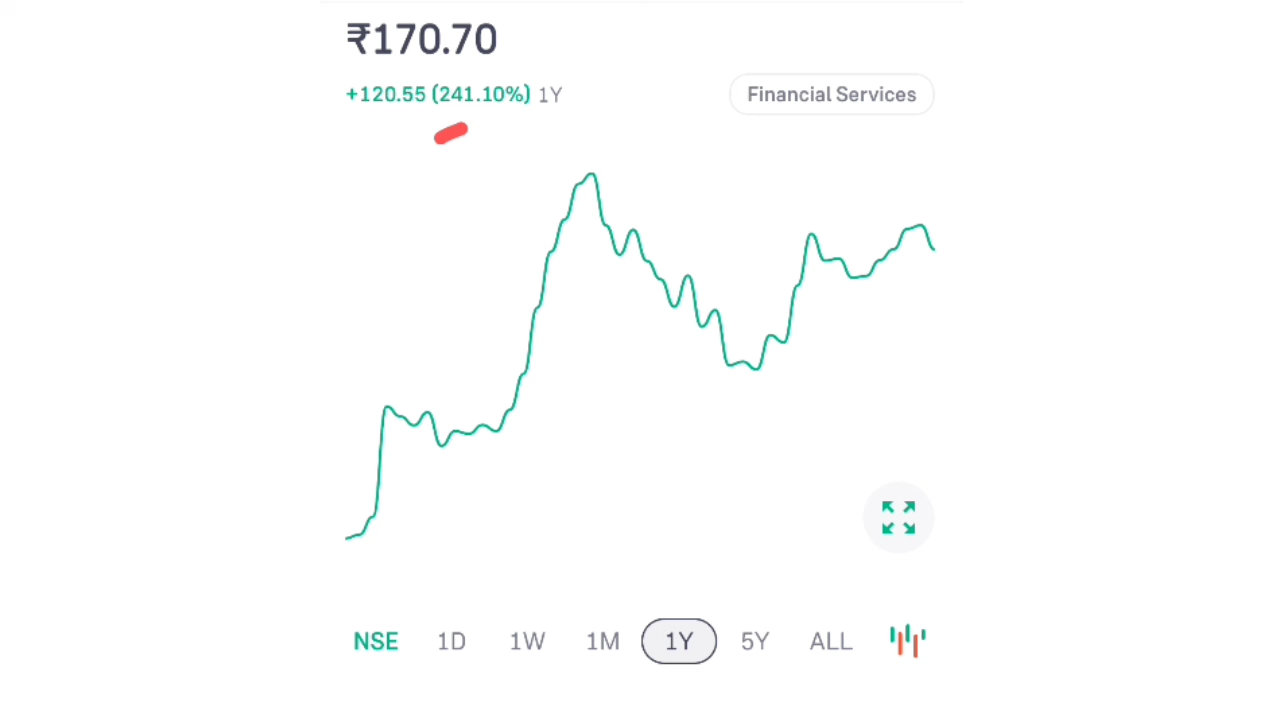 ₹170.70
+120.55 (241.10%) 1Y
Financial Services
NSE 1D 1W 1M 1Y 5Y ALL